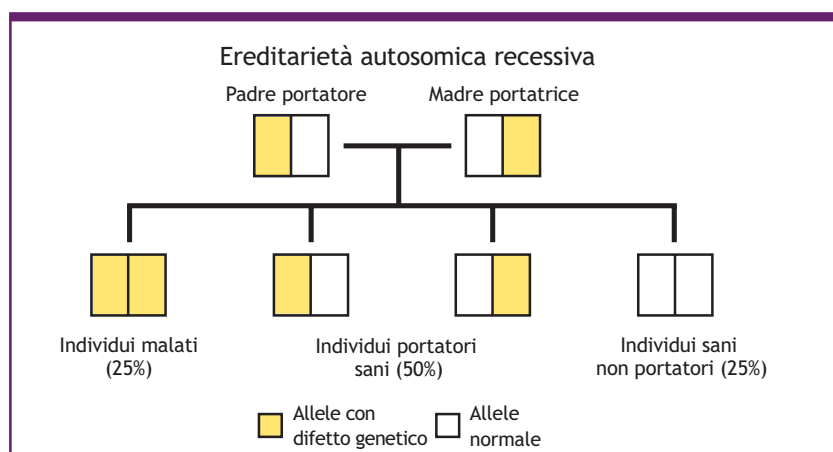 Ereditarietà autosomica recessiva
Padre portatore
Madre portatrice
Individui malati
(25%)
Individui portatori
sani (50%)
Individui sani
non portatori (25%)
Allele con
difetto genetico
Allele
normale